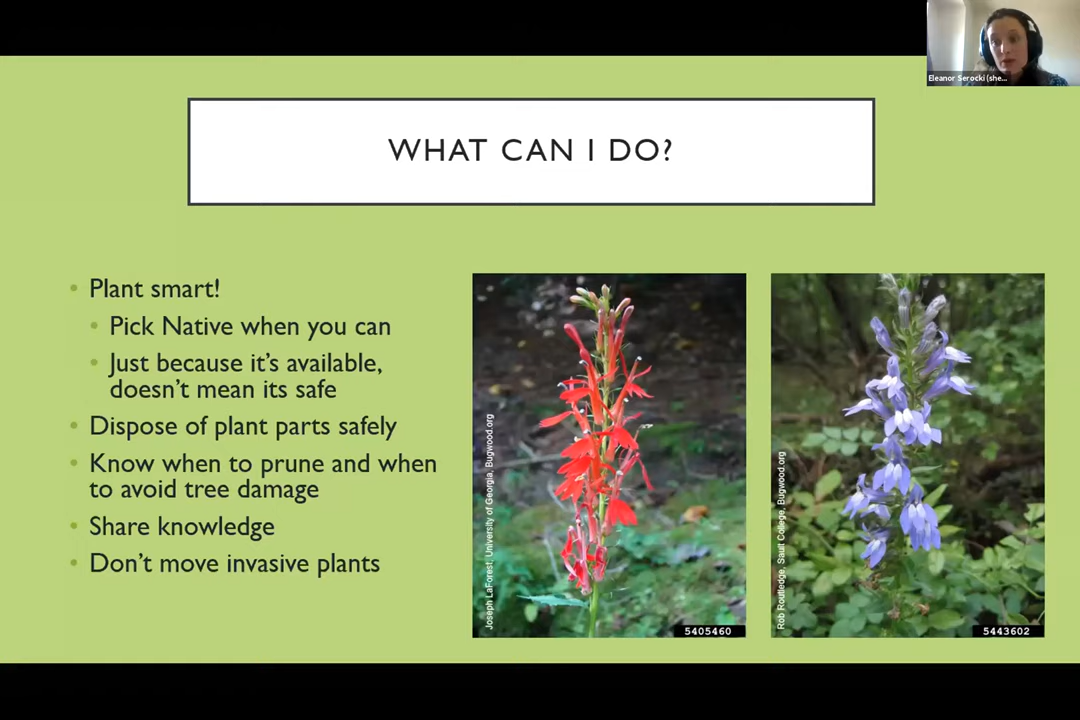 Eleanor Serocki (she...
WHAT CAN I DO?
• Plant smart!
• Pick Native when you can
• Just because it's available,
doesn't mean its safe
• Dispose of plant parts safely
• Know when to prune and when
to avoid tree damage
• Share knowledge
• Don't move invasive plants
Joseph LaForest, University of Georgia, Bugwood.org
5405460
Rob Routledge, Sault College, Bugwood.org
5443602